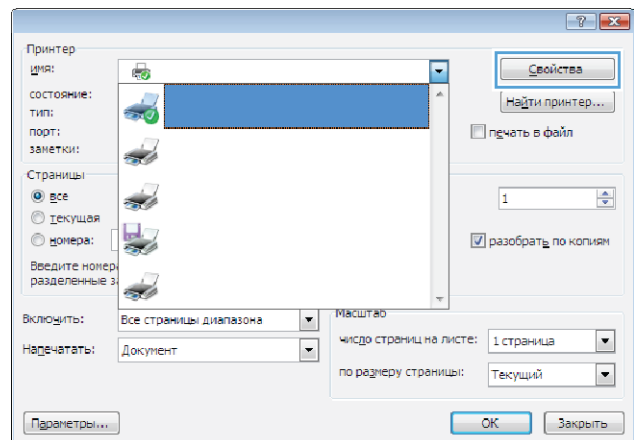 Принтер
имя:
Свойства
состояние:
Найти принтер...
тип:
порт:
печать в файл
заметки:
Страницы
все
1
текущая
номера:
разобрать по копиям
Введите номер
разделенные з
Включить:
Все страницы диапазона
Масштаб
число страниц на листе:
1 страница
Напечатать:
Документ
по размеру страницы:
Текущий
Параметры...
ОК
Закрыть